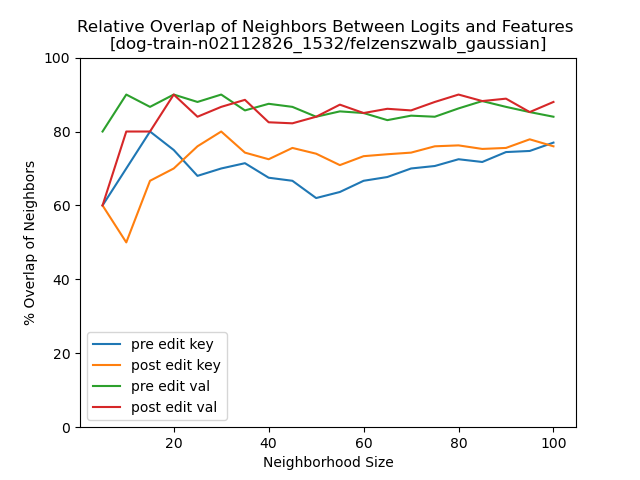 Relative Overlap of Neighbors Between Logits and Features
[dog-train-n02112826_1532/felzenszwalb_gaussian]
100
80
60
40
20
0
% Overlap of Neighbors
pre edit key
post edit key
pre edit val
post edit val
20 40 60 80 100
Neighborhood Size